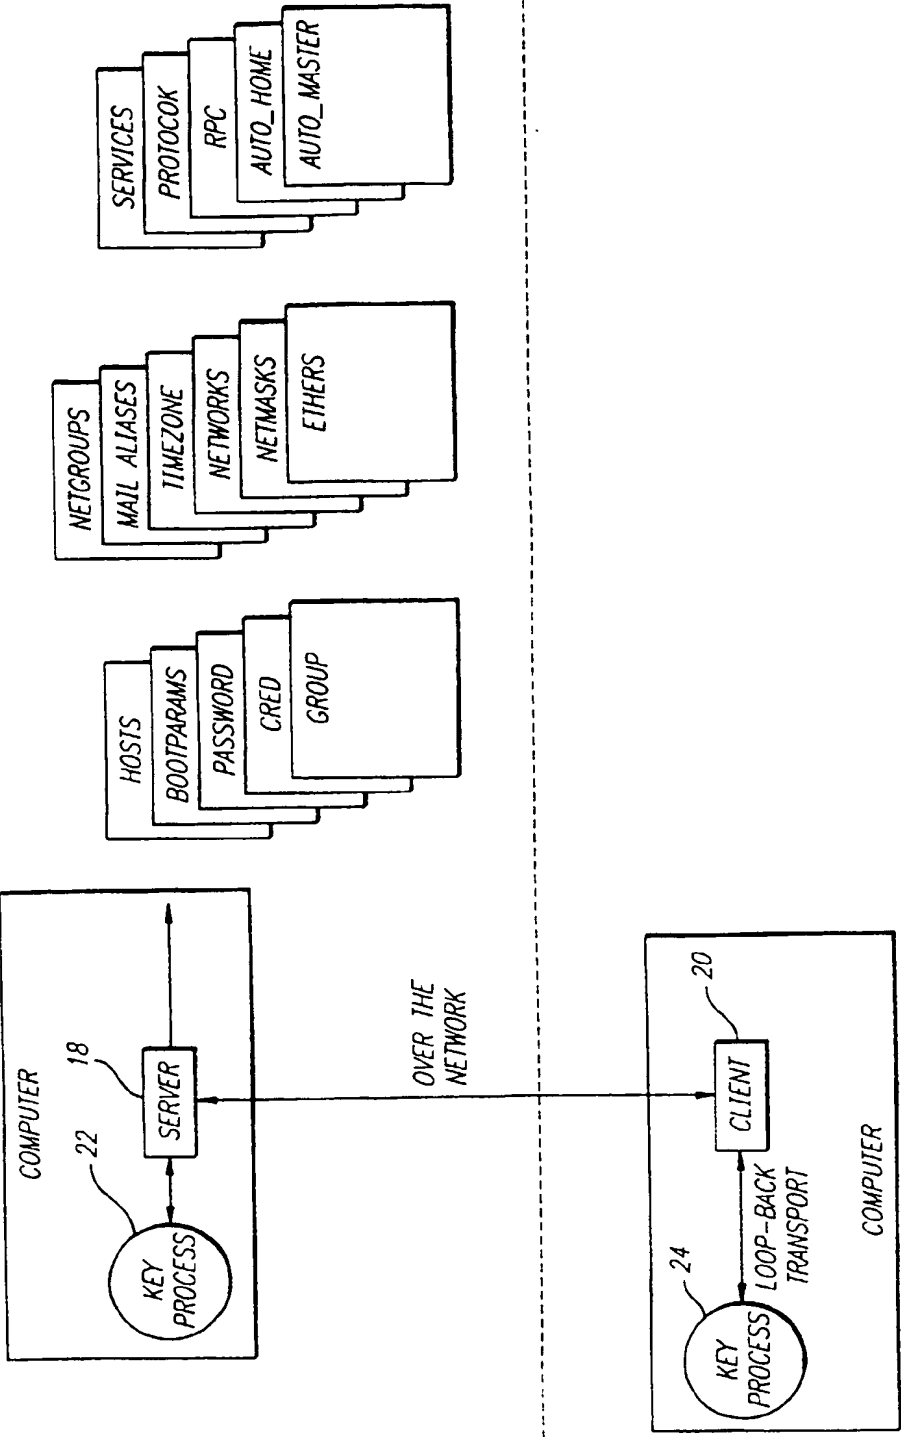 COMPUTER
22
18
KEY
PROCESS
SERVER
OVER THE
NETWORK
HOSTS
BOOTPARAMS
PASSWORD
CRED
GROUP
NETGROUPS
MAIL ALIASES
TIMEZONE
NETWORKS
NETMASKS
ETHERS
SERVICES
PROTOCOK
RPC
AUTO_HOME
AUTO_MASTER
24
20
KEY
PROCESS
CLIENT
LOOP-BACK
TRANSPORT
COMPUTER